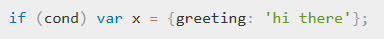 if (cond) var x = {greeting: 'hi there'};